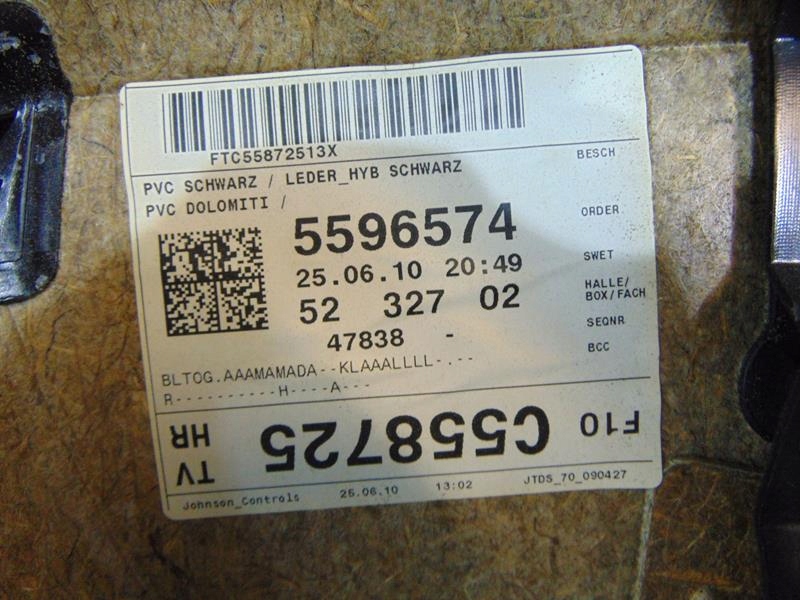 FTC55872513X
BESCH
PVC SCHWARZ / LEDER_HYB SCHWARZ
PVC DOLOMITI /
5596574 ORDER
25.06.10 20:49 SWET
52 327 02 HALLE/
BOX/FACH
47838 - SEQNR
BCC
BLTOG.AAAMAMADA--KLAAALLLL-.--
R----------H----A---
F10 C558725 HR
TV
Johnson_Controls 25.06.10 13:02 JTDS_70_090427